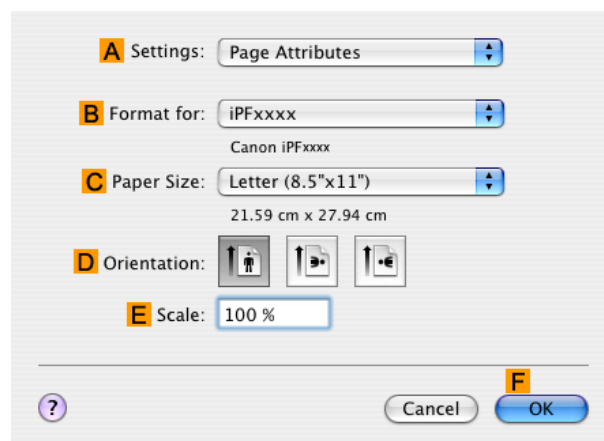 A Settings: Page Attributes
B Format for: iPFxxxx
Canon iPFxxxx
C Paper Size: Letter (8.5"x11")
21.59 cm x 27.94 cm
D Orientation:
E Scale: 100 %
F
? Cancel OK